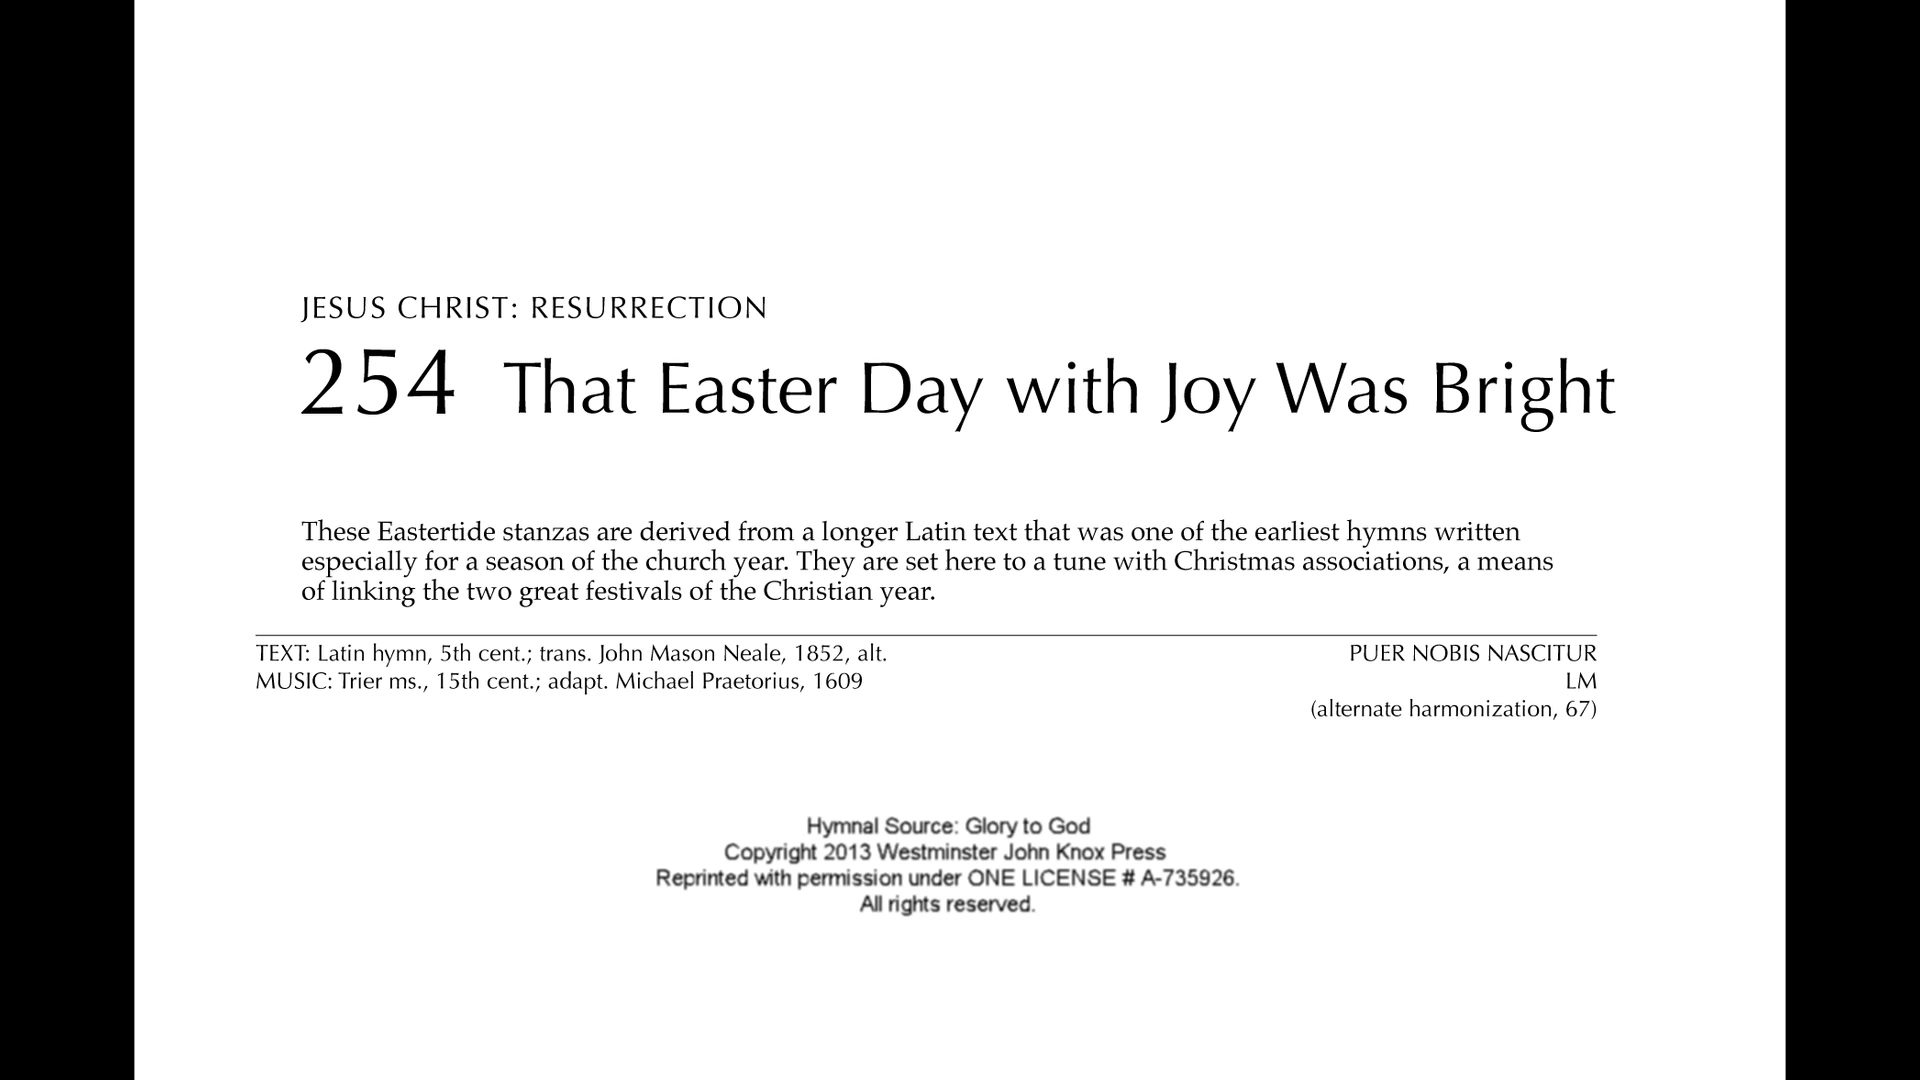 JESUS CHRIST: RESURRECTION
254 That Easter Day with Joy Was Bright
These Eastertide stanzas are derived from a longer Latin text that was one of the earliest hymns written
especially for a season of the church year. They are set here to a tune with Christmas associations, a means
of linking the two great festivals of the Christian year.
TEXT: Latin hymn, 5th cent.; trans. John Mason Neale, 1852, alt.
MUSIC: Trier ms., 15th cent.; adapt. Michael Praetorius, 1609
PUER NOBIS NASCITUR
LM
(alternate harmonization, 67)
Hymnal Source: Glory to God
Copyright 2013 Westminster John Knox Press
Reprinted with permission under ONE LICENSE # A-735926.
All rights reserved.